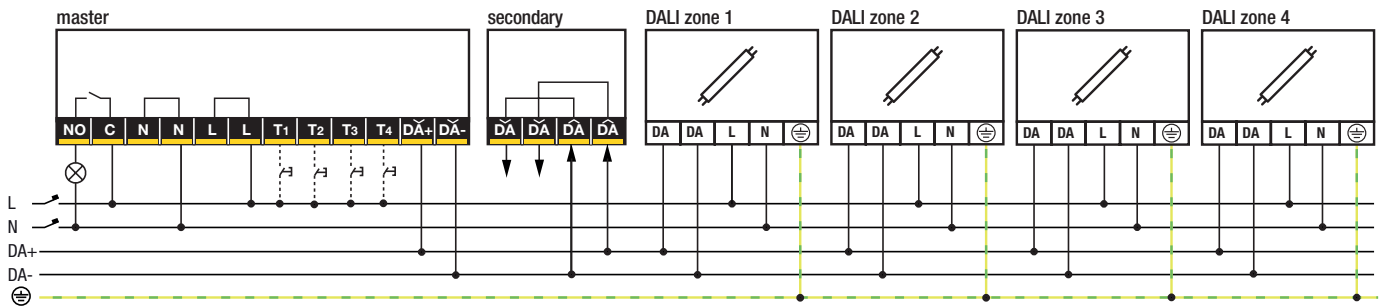 master secondary DALI zone 1 DALI zone 2 DALI zone 3 DALI zone 4
NO C N N L L T1 T2 T3 T4 DA+ DA- DA DA DA DA DA DA L N DA DA L N DA DA L N DA DA L N
L
N
DA+
DA-